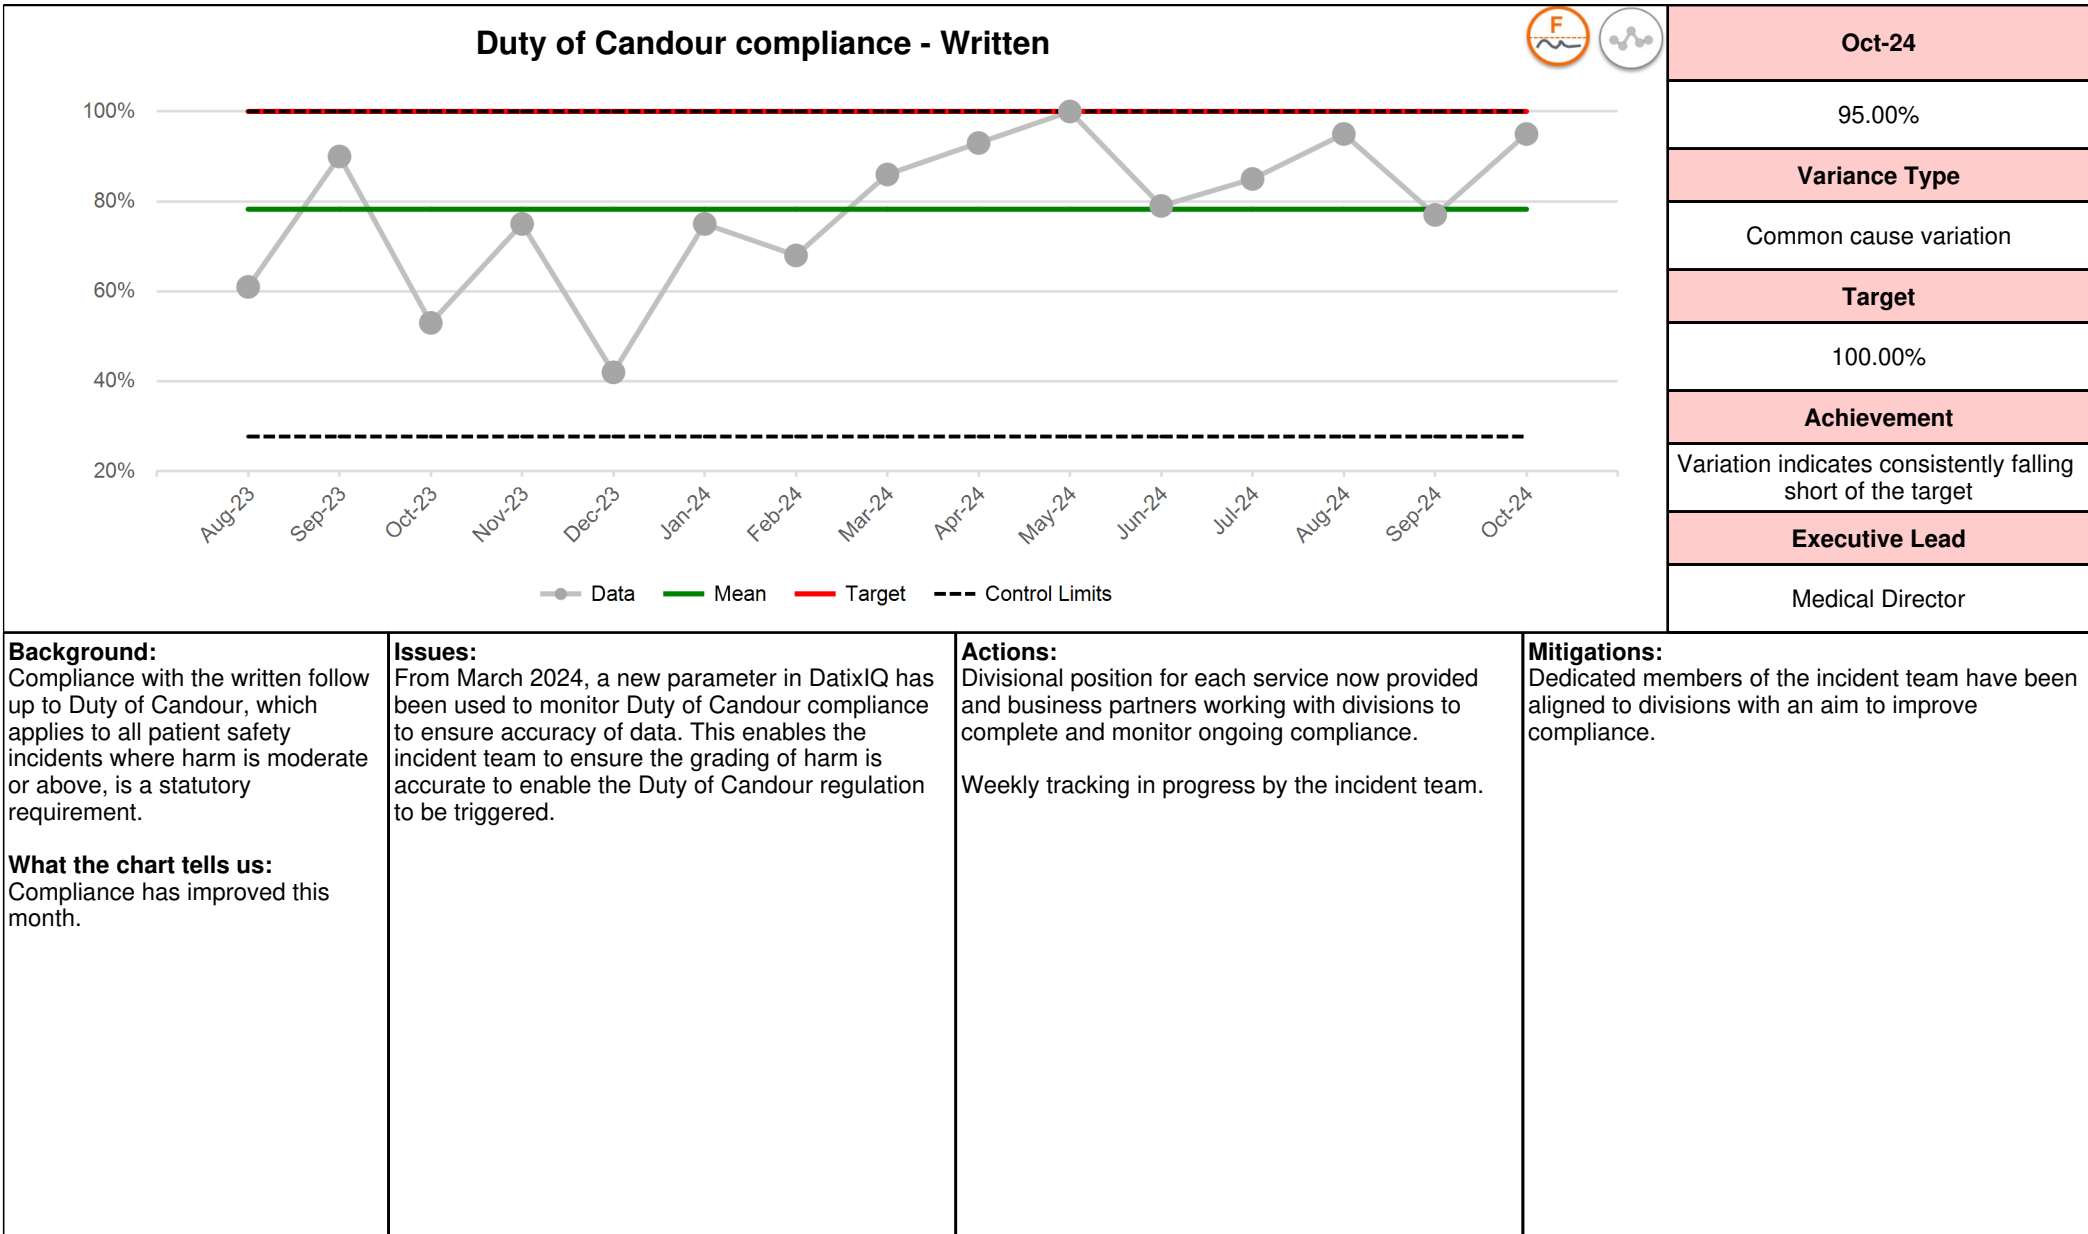 Duty of Candour compliance - Written
F
100%
80%
60%
40%
20%
Aug-23
Sep-23
Oct-23
Nov-23
Dec-23
Jan-24
Feb-24
Mar-24
Apr-24
May-24
Jun-24
Jul-24
Aug-24
Sep-24
Oct-24
Data
Mean
Target
Control Limits
Oct-24
95.00%
Variance Type
Common cause variation
Target
100.00%
Achievement
Variation indicates consistently falling
short of the target
Executive Lead
Medical Director
Background:
Compliance with the written follow
up to Duty of Candour, which
applies to all patient safety
incidents where harm is moderate
or above, is a statutory
requirement.
What the chart tells us:
Compliance has improved this
month.
Issues:
From March 2024, a new parameter in DatixIQ has
been used to monitor Duty of Candour compliance
to ensure accuracy of data. This enables the
incident team to ensure the grading of harm is
accurate to enable the Duty of Candour regulation
to be triggered.
Actions:
Divisional position for each service now provided
and business partners working with divisions to
complete and monitor ongoing compliance.
Weekly tracking in progress by the incident team.
Mitigations:
Dedicated members of the incident team have been
aligned to divisions with an aim to improve
compliance.